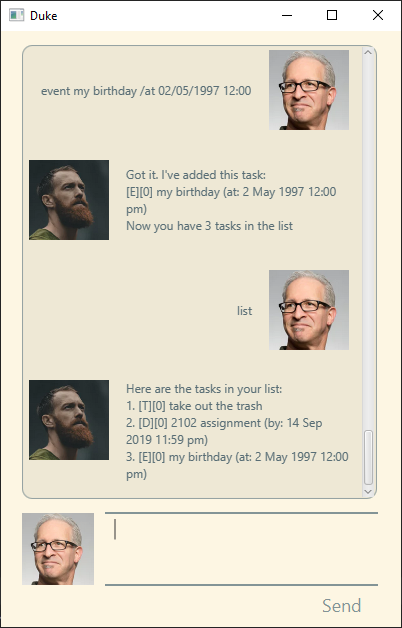 Duke
event my birthday /at 02/05/1997 12:00
Got it. I've added this task:
[E][0] my birthday (at: 2 May 1997 12:00
pm)
Now you have 3 tasks in the list
list
Here are the tasks in your list:
1. [T][0] take out the trash
2. [D][0] 2102 assignment (by: 14 Sep
2019 11:59 pm)
3. [E][0] my birthday (at: 2 May 1997 12:00
pm)
Send